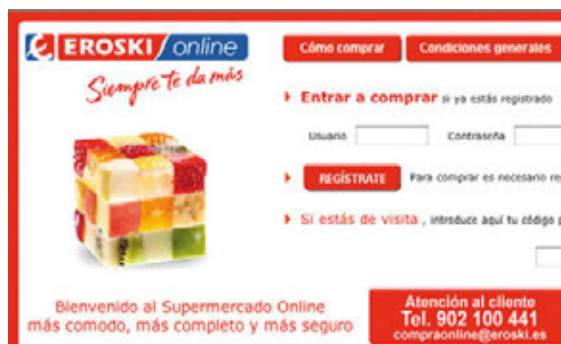 EROSKI / online
Siempre te da más
Cómo comprar
Condiciones generales
Entrar a comprar si ya estás registrado
Usuario
Contraseña
REGÍSTRATE
Para comprar es necesario
Si estás de visita , introduce aquí tu código
Bienvenido al Supermercado Online
más comodo, más completo y más seguro
Atención al cliente
Tel. 902 100 441
compraonline@eroski.es